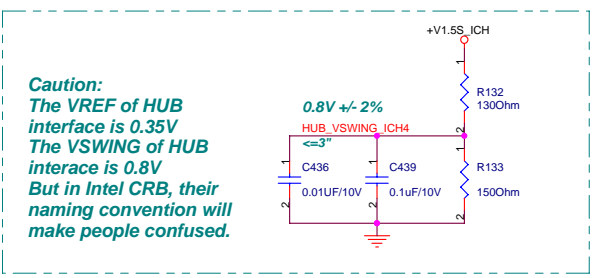 +V1.5S_ICH
Caution:
The VREF of HUB
interface is 0.35V
The VSWING of HUB
interace is 0.8V
But in Intel CRB, their
naming convention will
make people confused.
1
R132
130Ohm
2
0.8V +/- 2%
HUB_VSWING_ICH4
<=3"
1
C436
0.01UF/10V
2
1
C439
0.1uF/10V
2
1
R133
150Ohm
2